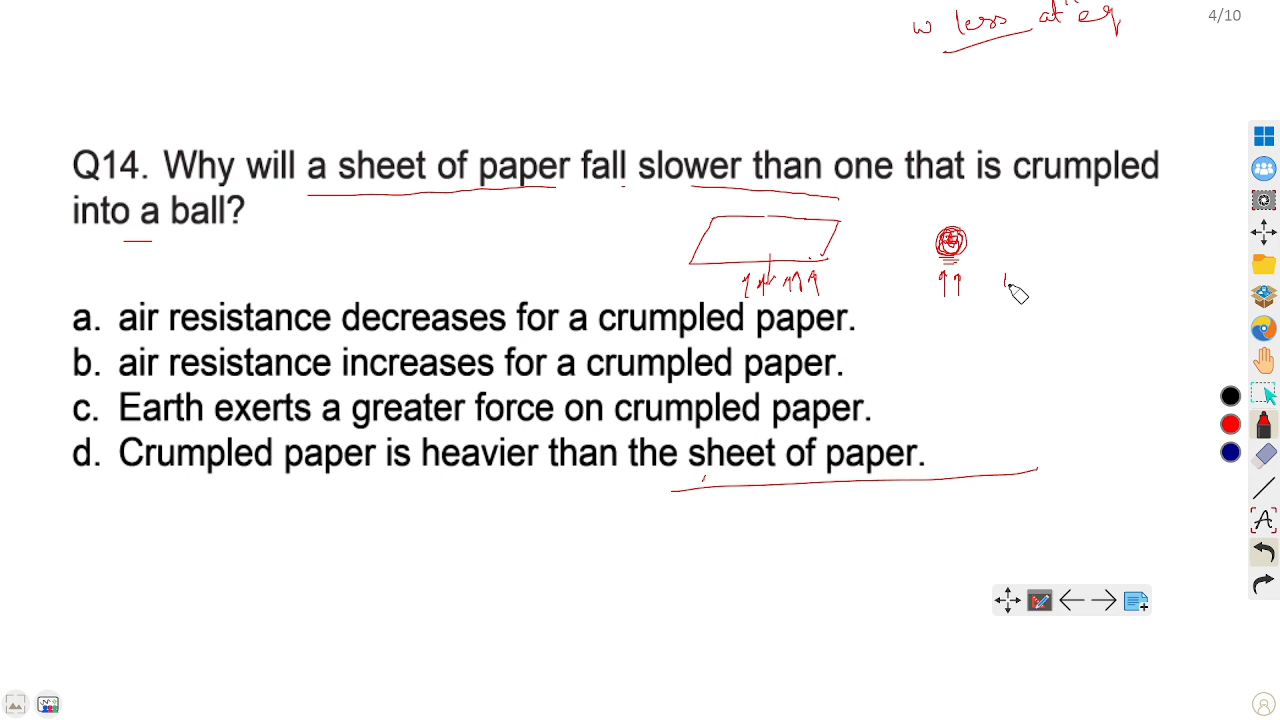 4/10
w less at eq
Q14. Why will a sheet of paper fall slower than one that is crumpled
into a ball?
a. air resistance decreases for a crumpled paper.
b. air resistance increases for a crumpled paper.
c. Earth exerts a greater force on crumpled paper.
d. Crumpled paper is heavier than the sheet of paper.
A